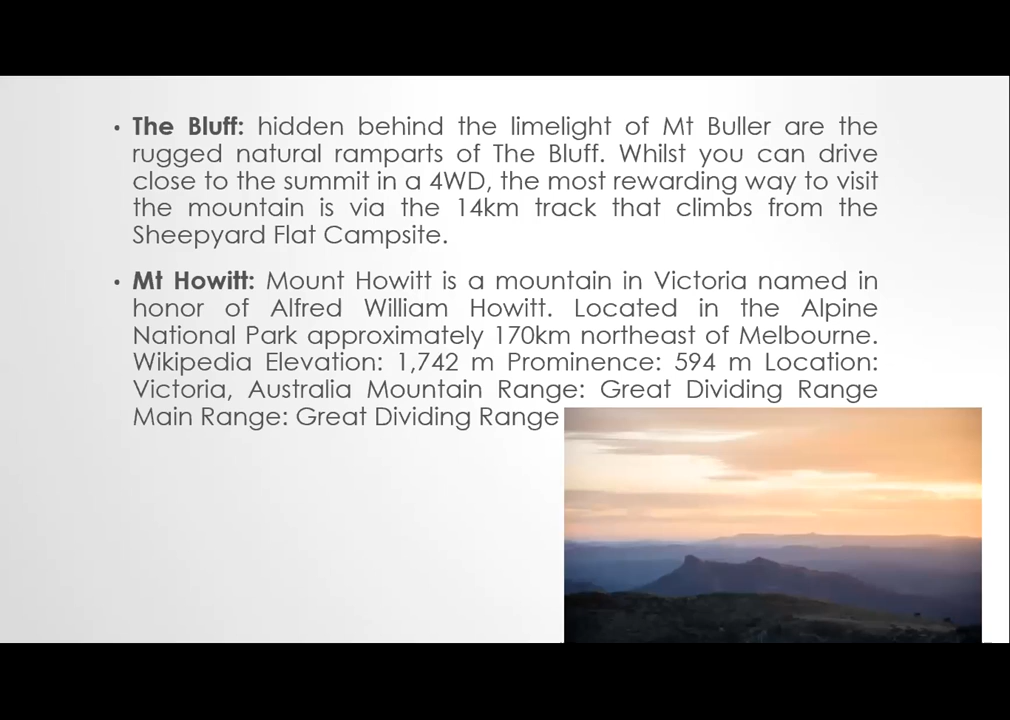 • The Bluff: hidden behind the limelight of Mt Buller are the
rugged natural ramparts of The Bluff. Whilst you can drive
close to the summit in a 4WD, the most rewarding way to visit
the mountain is via the 14km track that climbs from the
Sheepyard Flat Campsite.
• Mt Howitt: Mount Howitt is a mountain in Victoria named in
honor of Alfred William Howitt. Located in the Alpine
National Park approximately 170km northeast of Melbourne.
Wikipedia Elevation: 1,742 m Prominence: 594 m Location:
Victoria, Australia Mountain Range: Great Dividing Range
Main Range: Great Dividing Range